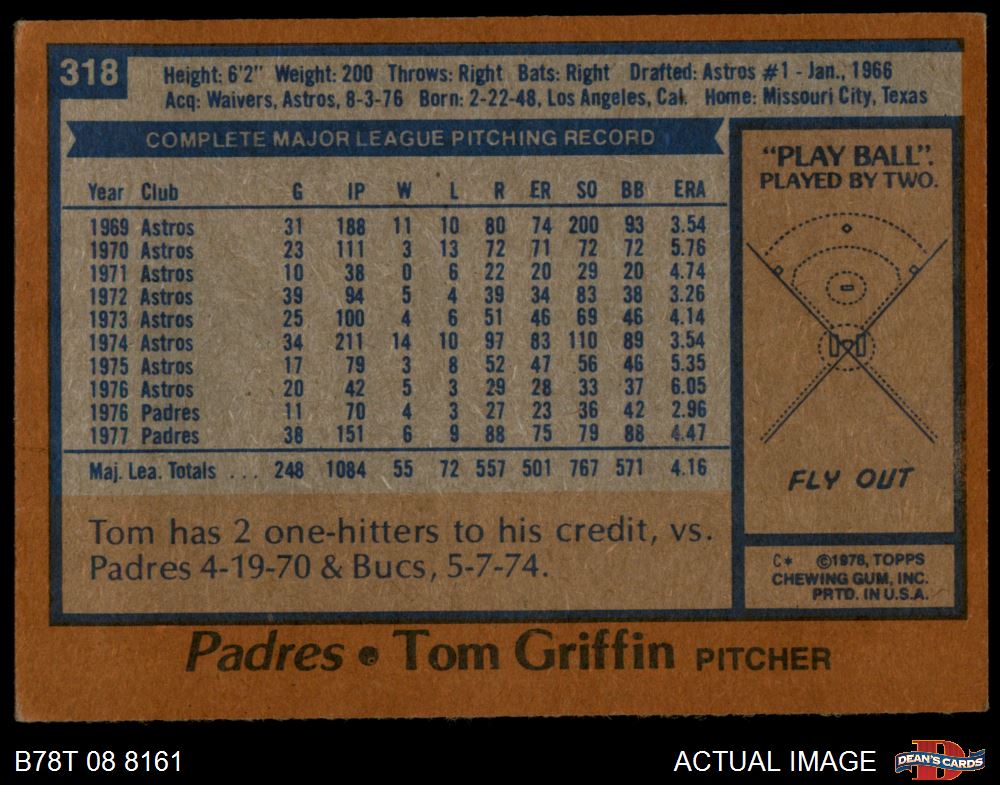 318
Height: 6'2" Weight: 200 Throws: Right Bats: Right Drafted: Astros #1 - Jan., 1966
Acq: Waivers, Astros, 8-3-76 Born: 2-22-48, Los Angeles, Cal. Home: Missouri City, Texas
COMPLETE MAJOR LEAGUE PITCHING RECORD
Year Club G IP W L R ER SO BB ERA
1969 Astros 31 188 11 10 80 74 200 93 3.54
1970 Astros 23 111 3 13 72 71 72 72 5.76
1971 Astros 10 38 0 6 22 20 29 20 4.74
1972 Astros 39 94 5 4 39 34 83 38 3.26
1973 Astros 25 100 4 6 51 46 69 46 4.14
1974 Astros 34 211 14 10 97 83 110 89 3.54
1975 Astros 17 79 3 8 52 47 56 46 5.35
1976 Astros 20 42 5 3 29 28 33 37 6.05
1976 Padres 11 70 4 3 27 23 36 42 2.96
1977 Padres 38 151 6 9 88 75 79 88 4.47
Maj. Lea. Totals . . . 248 1084 55 72 557 501 767 571 4.16
Tom has 2 one-hitters to his credit, vs.
Padres 4-19-70 & Bucs, 5-7-74.
"PLAY BALL".
PLAYED BY TWO.
FLY OUT
C* ©1978, TOPPS
CHEWING GUM, INC.
PRTD. IN U.S.A.
Padres • Tom Griffin PITCHER
B78T 08 8161
ACTUAL IMAGE
D
DEAN'S CARDS